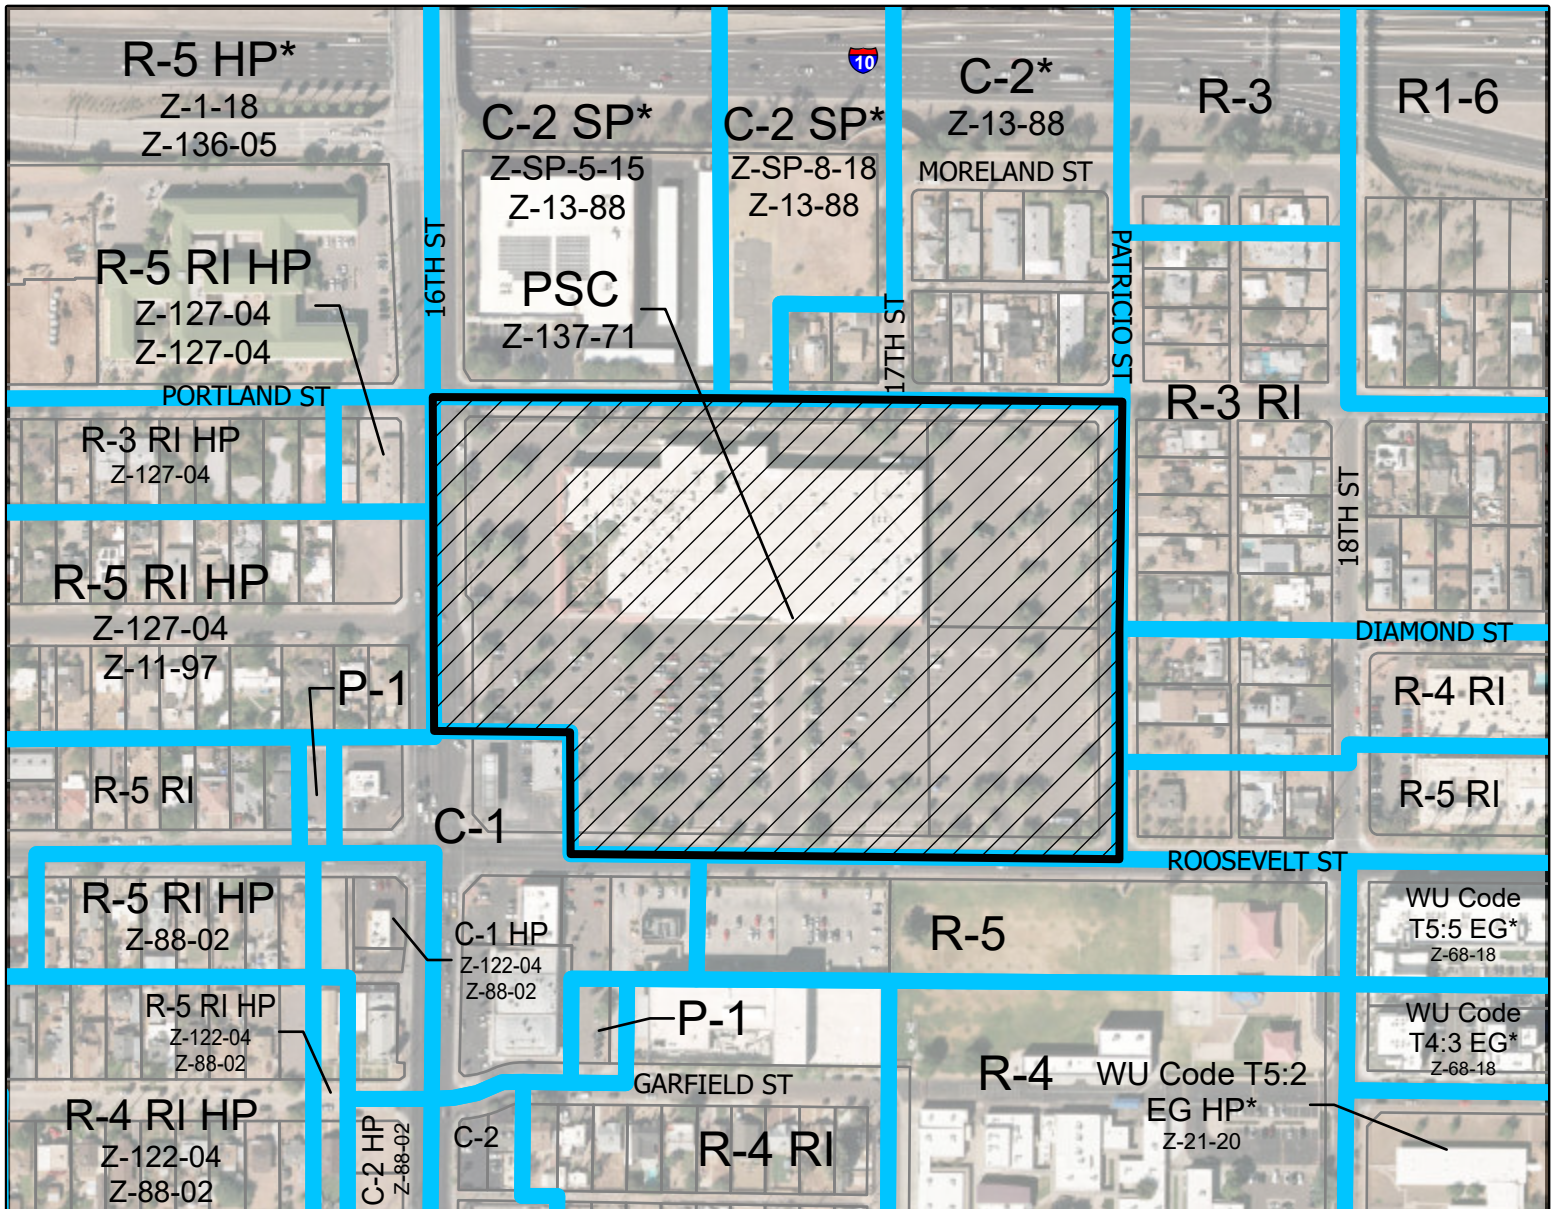 R-5 HP*
Z-1-18
Z-136-05
C-2 SP*
Z-SP-5-15
Z-13-88
C-2 SP*
Z-SP-8-18
Z-13-88
10
C-2*
Z-13-88
R-3
R1-6
MORELAND ST
16TH ST
PATRICIO ST
R-5 RI HP
Z-127-04
Z-127-04
PSC
Z-137-71
17TH ST
PORTLAND ST
R-3 RI HP
Z-127-04
R-3 RI
18TH ST
R-5 RI HP
Z-127-04
Z-11-97
P-1
DIAMOND ST
R-4 RI
R-5 RI
C-1
R-5 RI
ROOSEVELT ST
R-5 RI HP
Z-88-02
C-1 HP
Z-122-04
Z-88-02
R-5
WU Code
T5:5 EG*
Z-68-18
R-5 RI HP
Z-122-04
Z-88-02
P-1
WU Code
T4:3 EG*
Z-68-18
GARFIELD ST
R-4
WU Code T5:2
EG HP*
Z-21-20
R-4 RI HP
Z-122-04
Z-88-02
C-2 HP
Z-88-02
C-2
R-4 RI